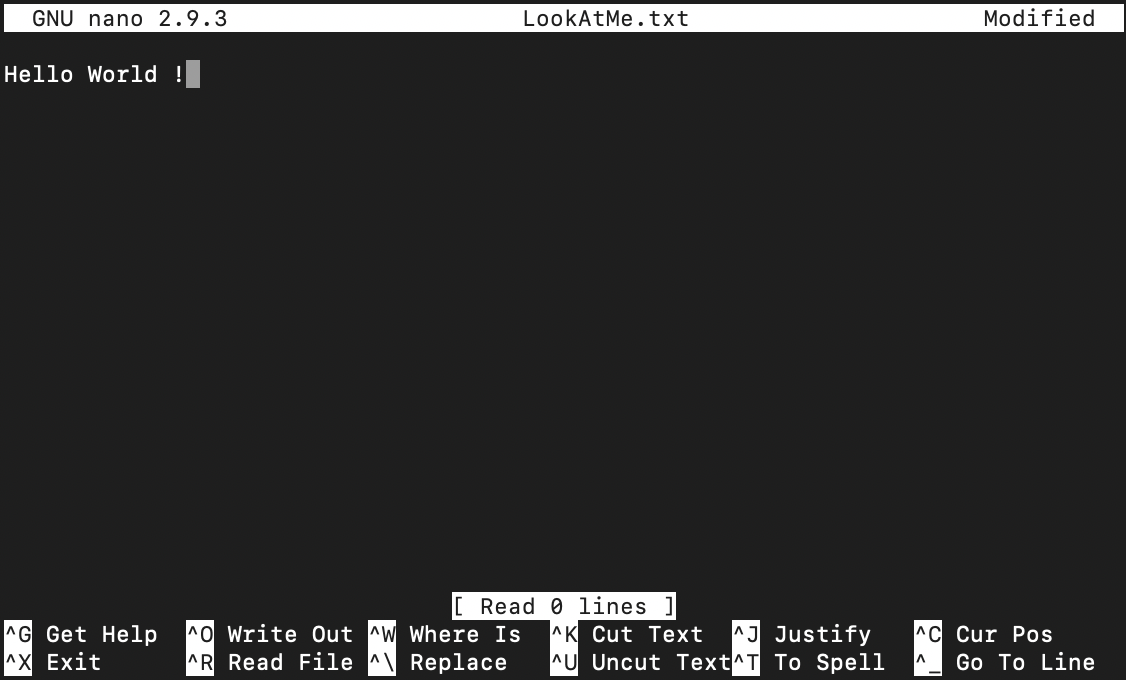 GNU nano 2.9.3 LookAtMe.txt Modified
Hello World !
[ Read 0 lines ]
^G Get Help ^O Write Out ^W Where Is ^K Cut Text ^J Justify ^C Cur Pos
^X Exit ^R Read File ^\ Replace ^U Uncut Text ^T To Spell ^_ Go To Line